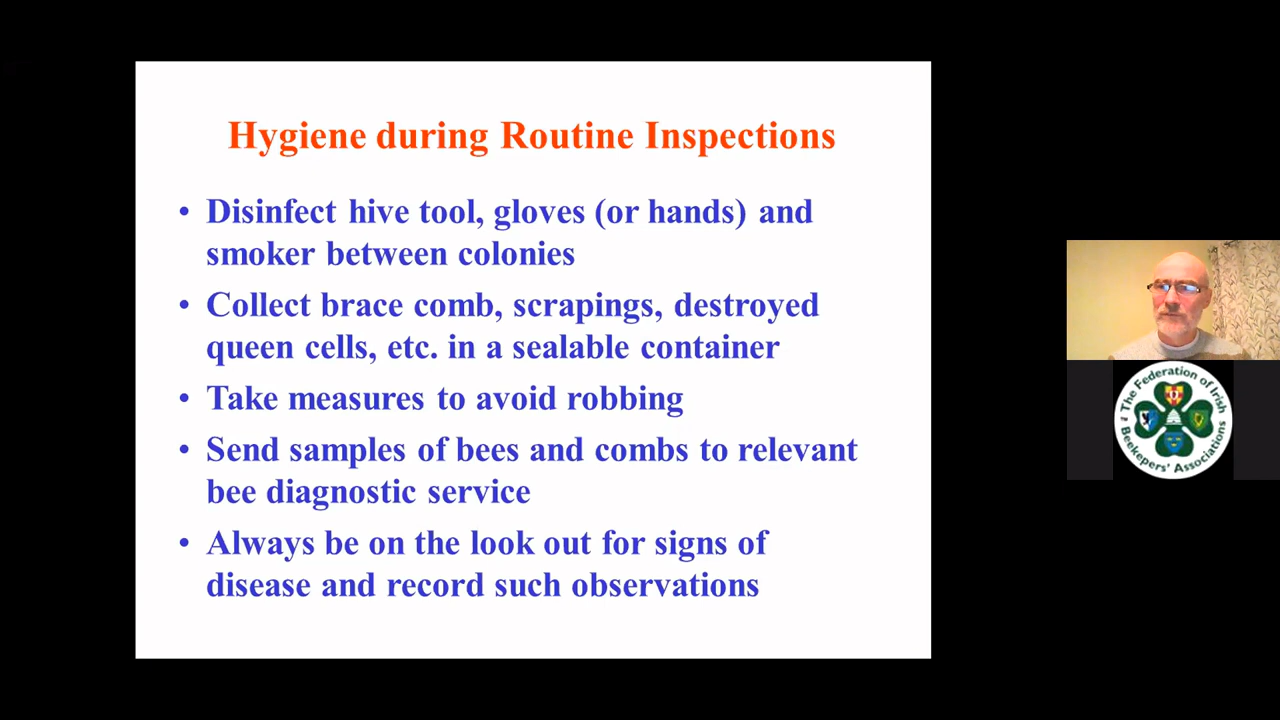 Hygiene during Routine Inspections
• Disinfect hive tool, gloves (or hands) and
smoker between colonies
• Collect brace comb, scrapings, destroyed
queen cells, etc. in a sealable container
• Take measures to avoid robbing
• Send samples of bees and combs to relevant
bee diagnostic service
• Always be on the look out for signs of
disease and record such observations
The Federation of Irish
Beekepers' Associations